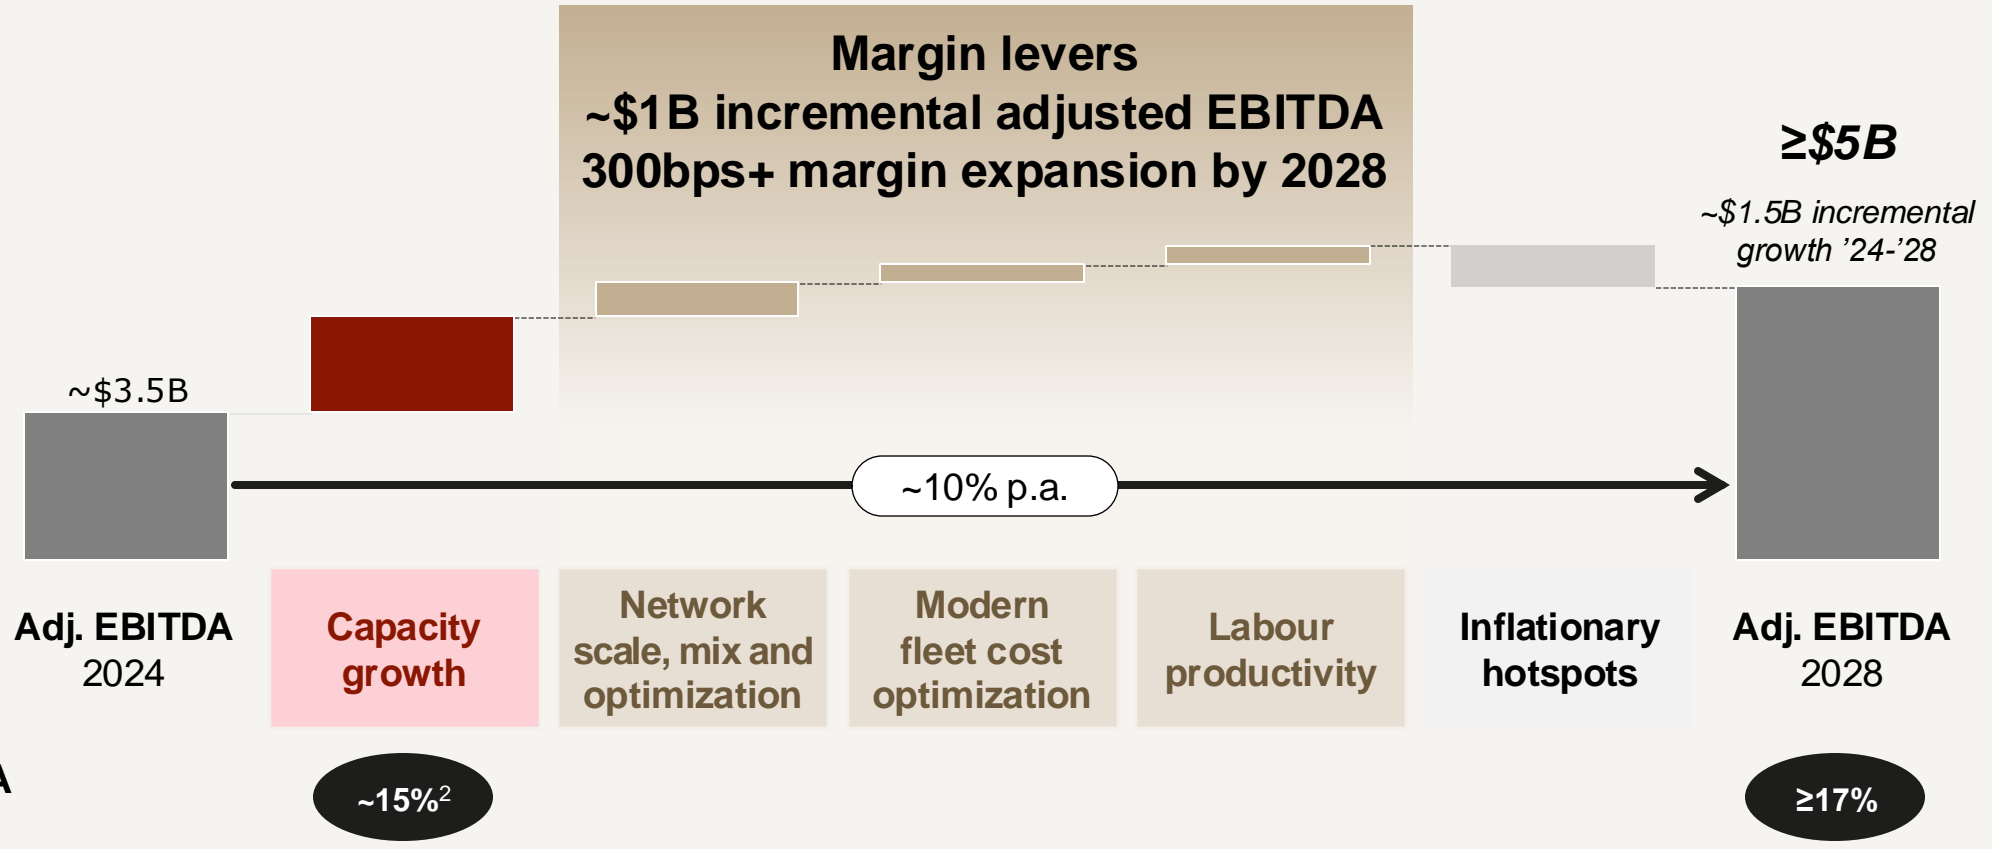 Margin levers
~$1B incremental adjusted EBITDA
300bps+ margin expansion by 2028
≥$5B
~$1.5B incremental
growth ’24-’28
~$3.5B
~10% p.a.
Adj. EBITDA
2024
Capacity
growth
Network
scale, mix and
optimization
Modern
fleet cost
optimization
Labour
productivity
Inflationary
hotspots
Adj. EBITDA
2028
A
~15%2
≥17%